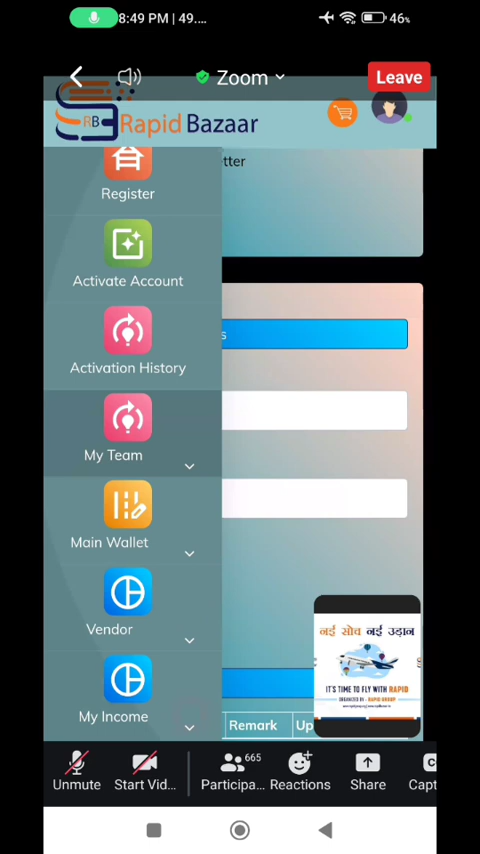 8:49 PM | 49....
46%
Zoom
Leave
RB Rapid Bazaar
Register
tter
Activate Account
s
Activation History
My Team
Main Wallet
Vendor
नई सोच नई उड़ान
IT'S TIME TO FLY WITH RAPID
My Income
Remark
Up
Unmute
Start Vid...
Participa...
665
Reactions
Share
Capt